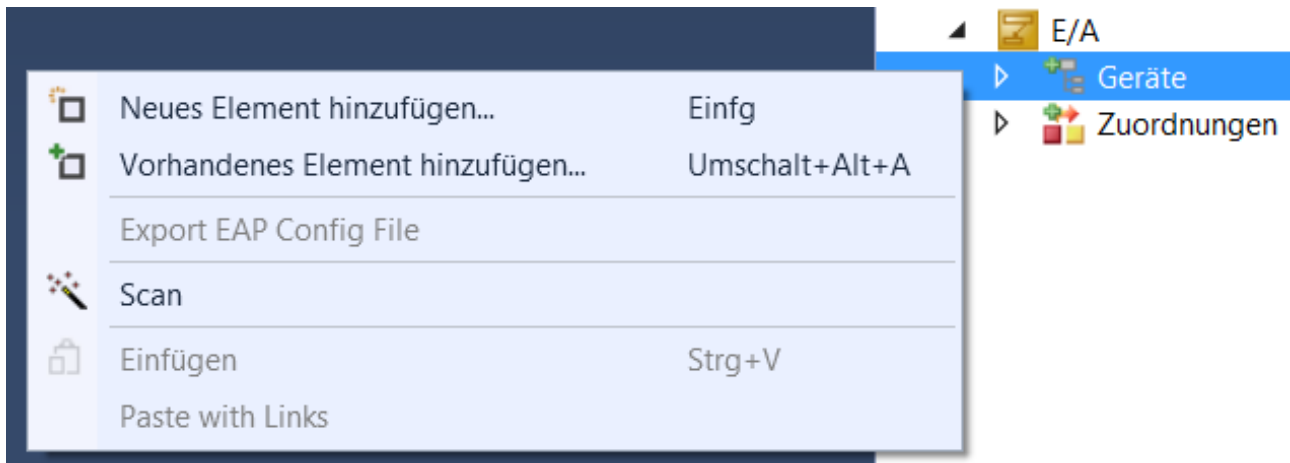 E/A
Geräte
Zuordnungen
Neues Element hinzufügen... Einfg
Vorhandenes Element hinzufügen... Umschalt+Alt+A
Export EAP Config File
Scan
Einfügen Strg+V
Paste with Links